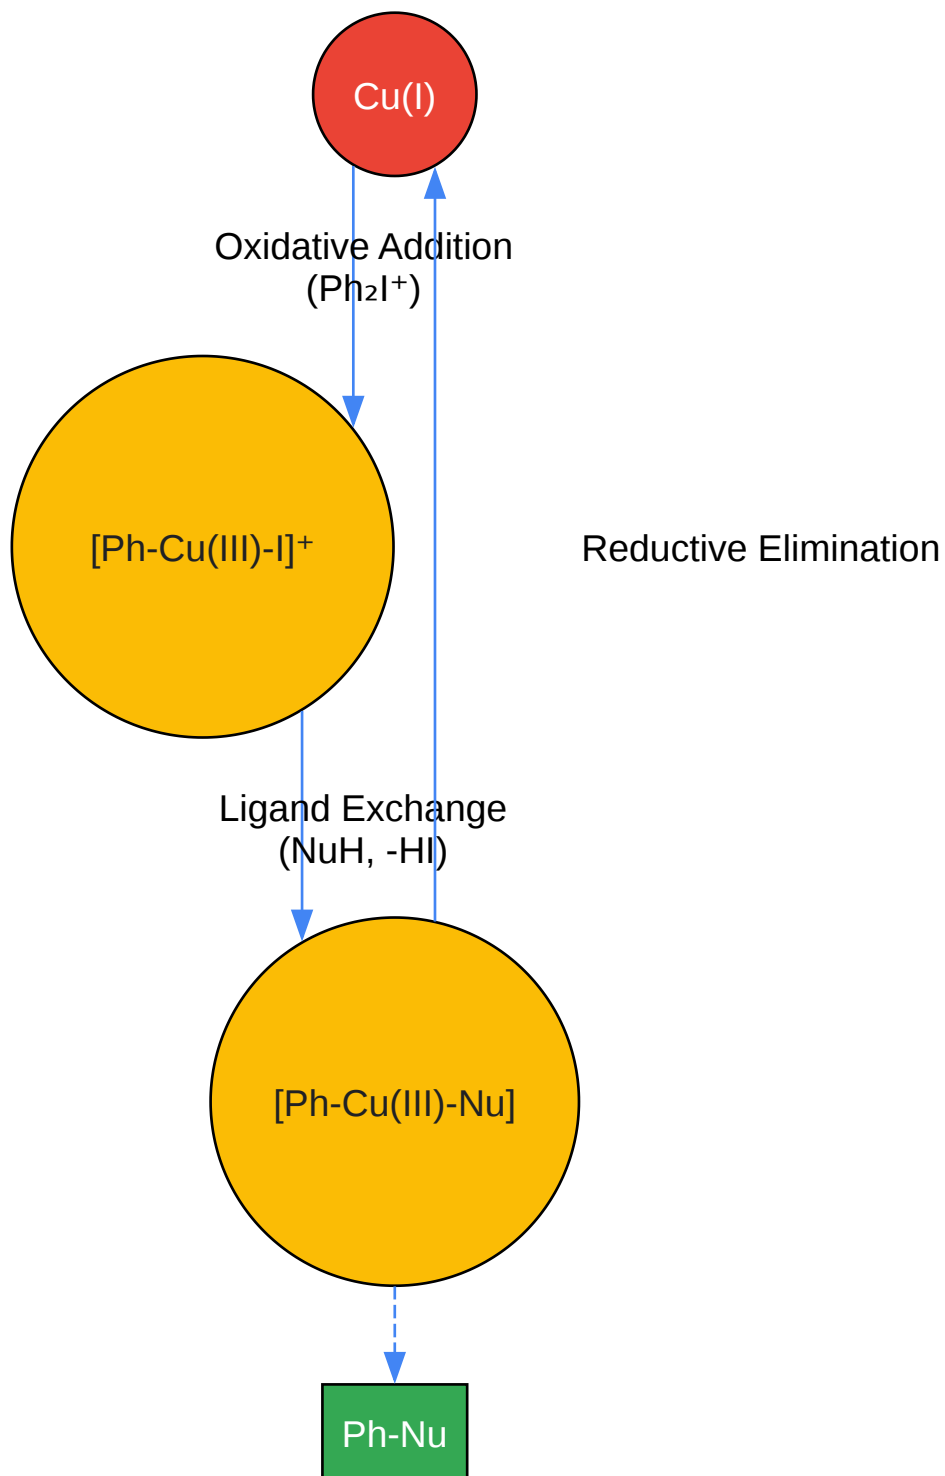 Cu(I)
Oxidative Addition
(Ph₂I⁺)
[Ph-Cu(III)-I]⁺
Reductive Elimination
Ligand Exchange
(NuH, -HI)
[Ph-Cu(III)-Nu]
Ph-Nu